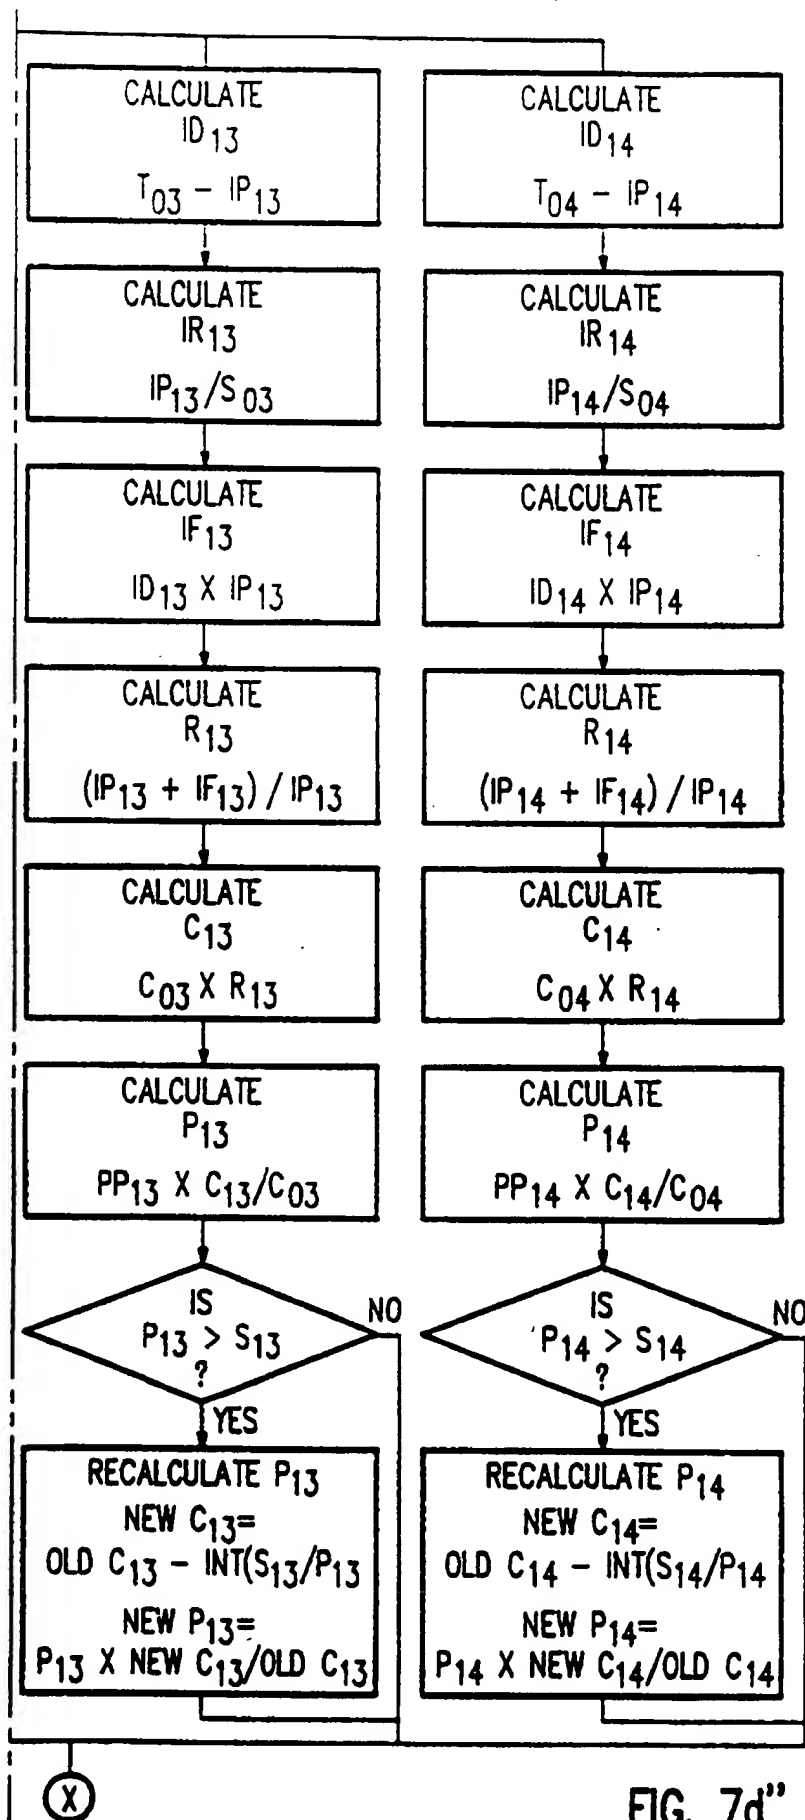 CALCULATE
ID13
T03 – IP13
CALCULATE
IR13
IP13/S03
CALCULATE
IF13
ID13 X IP13
CALCULATE
R13
(IP13 + IF13) / IP13
CALCULATE
C13
C03 X R13
CALCULATE
P13
PP13 X C13/C03
IS
P13 > S13
?
NO
YES
RECALCULATE P13
NEW C13=
OLD C13 – INT(S13/P13
NEW P13=
P13 X NEW C13/OLD C13
CALCULATE
ID14
T04 – IP14
CALCULATE
IR14
IP14/S04
CALCULATE
IF14
ID14 X IP14
CALCULATE
R14
(IP14 + IF14) / IP14
CALCULATE
C14
C04 X R14
CALCULATE
P14
PP14 X C14/C04
IS
P14 > S14
?
NO
YES
RECALCULATE P14
NEW C14=
OLD C14 – INT(S14/P14
NEW P14=
P14 X NEW C14/OLD C14
X
FIG. 7d"